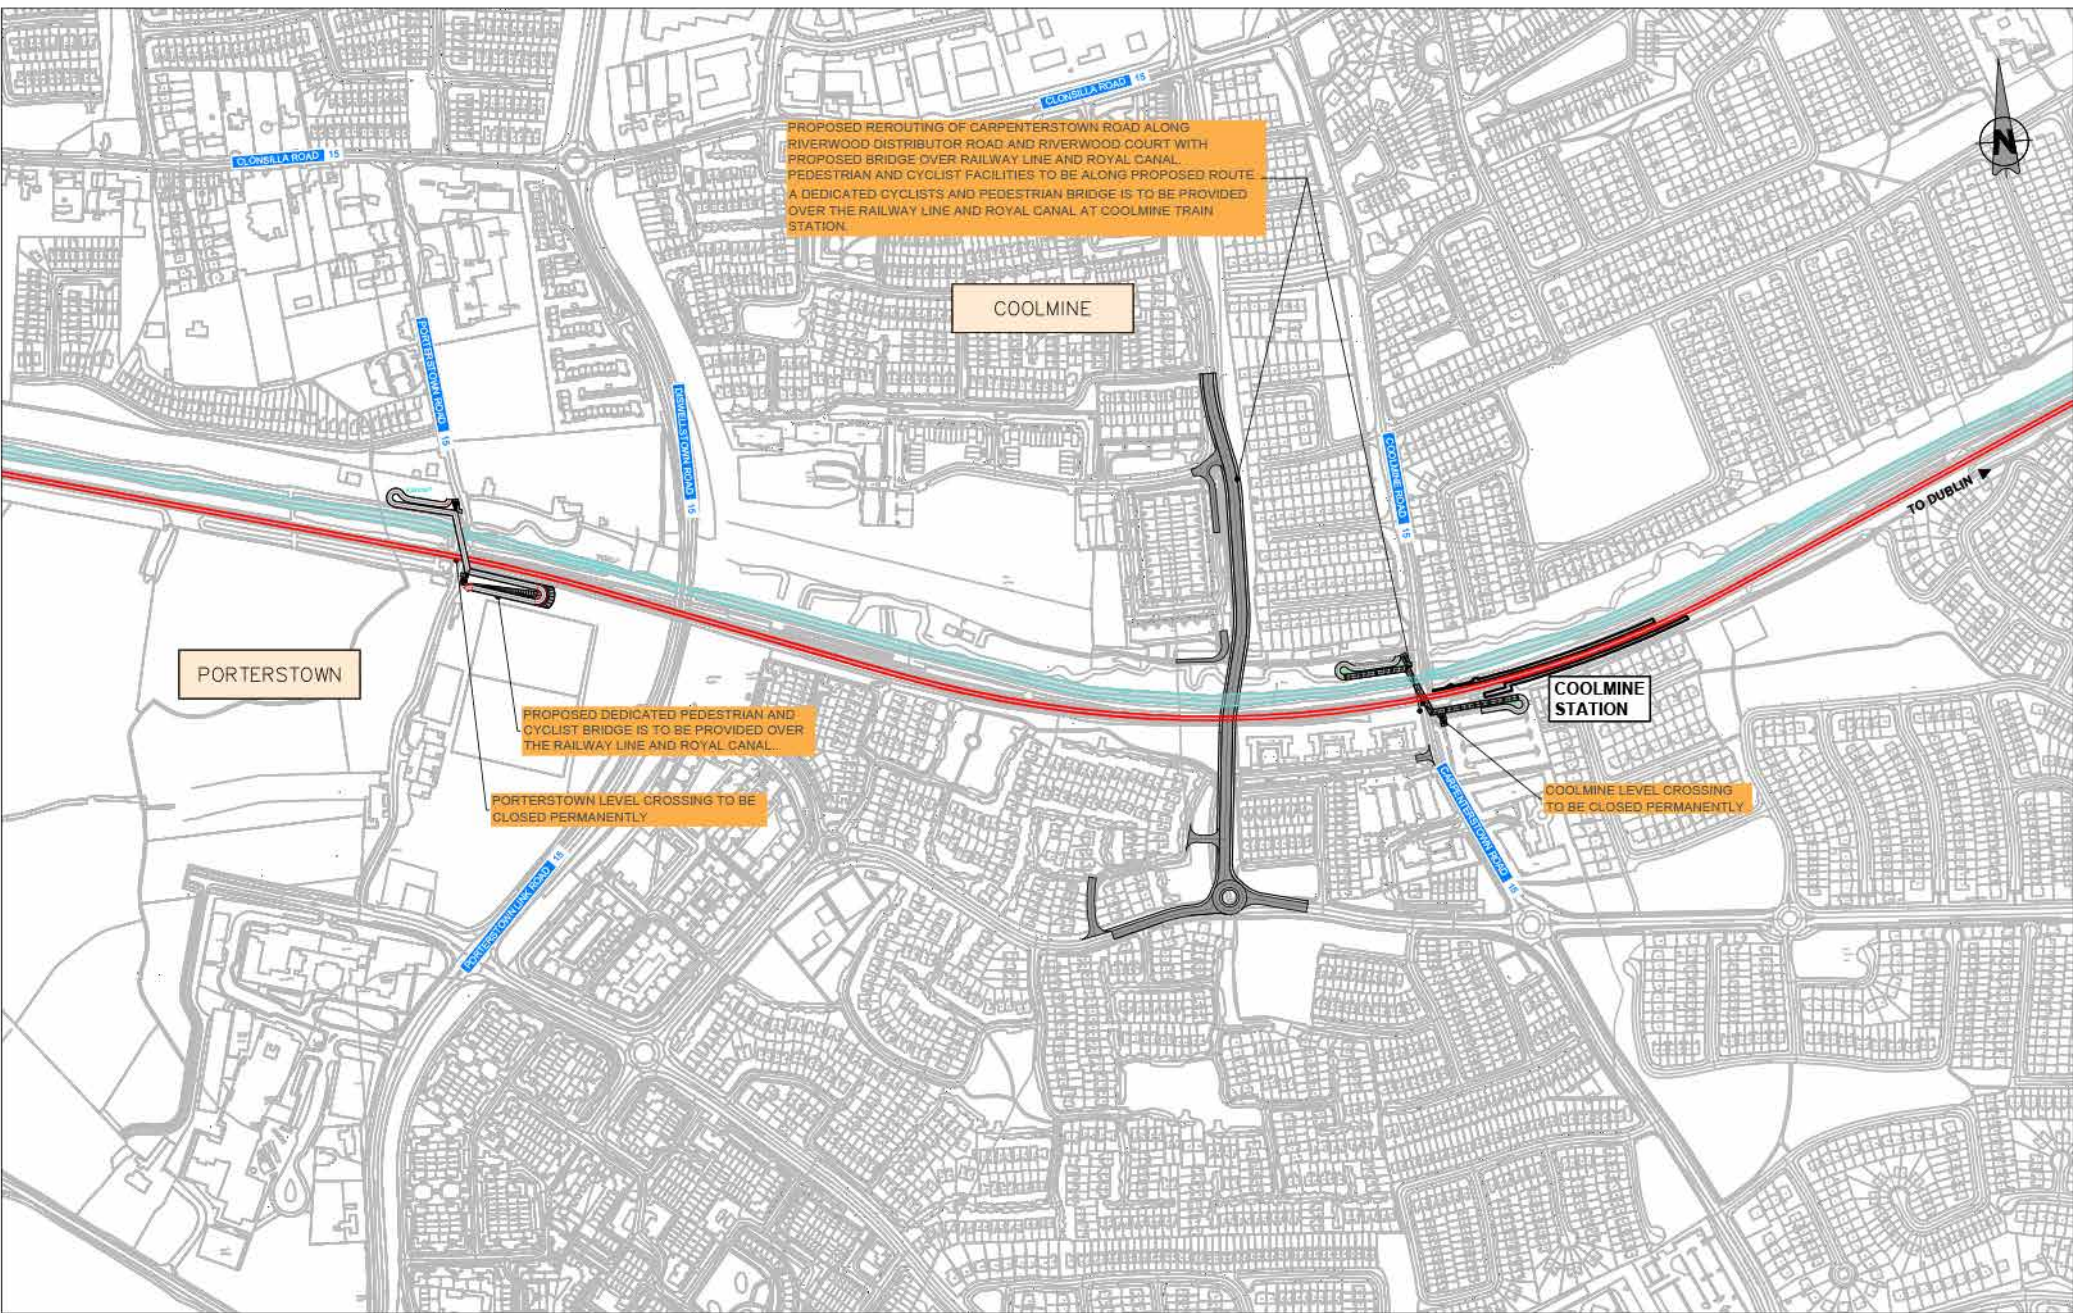 CLONSILLA ROAD 15
PROPOSED REROUTING OF CARPENTERSTOWN ROAD ALONG
RIVERWOOD DISTRIBUTOR ROAD AND RIVERWOOD COURT WITH
PROPOSED BRIDGE OVER RAILWAY LINE AND ROYAL CANAL.
PEDESTRIAN AND CYCLIST FACILITIES TO BE ALONG PROPOSED ROUTE
A DEDICATED CYCLISTS AND PEDESTRIAN BRIDGE IS TO BE PROVIDED
OVER THE RAILWAY LINE AND ROYAL CANAL AT COOLMINE TRAIN
STATION.
N
CLONSILLA ROAD 15
COOLMINE
PORTERSTOWN ROAD 15
DISWELLSTOWN ROAD 15
COOLMINE ROAD 15
TO DUBLIN
PORTERSTOWN
COOLMINE
STATION
PROPOSED DEDICATED PEDESTRIAN AND
CYCLIST BRIDGE IS TO BE PROVIDED OVER
THE RAILWAY LINE AND ROYAL CANAL..
PORTERSTOWN LEVEL CROSSING TO BE
CLOSED PERMANENTLY
COOLMINE LEVEL CROSSING
TO BE CLOSED PERMANENTLY
CARPENTERSTOWN ROAD 15
PORTERSTOWN LINK ROAD 15